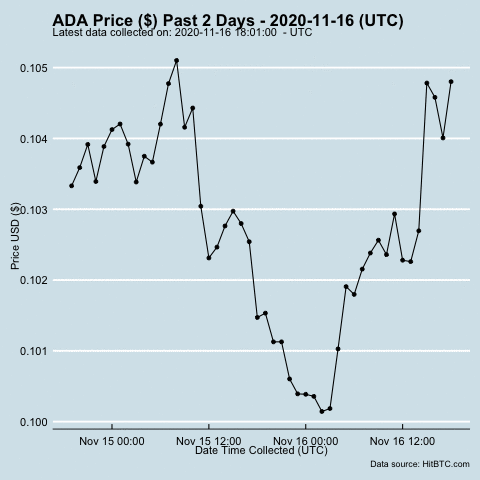 ADA Price ($) Past 2 Days - 2020-11-16 (UTC)
Latest data collected on: 2020-11-16 18:01:00  - UTC
0.105
0.104
0.103
0.102
0.101
0.100
Price USD ($)
Nov 15 00:00 Nov 15 12:00 Nov 16 00:00 Nov 16 12:00
Date Time Collected (UTC)
Data source: HitBTC.com